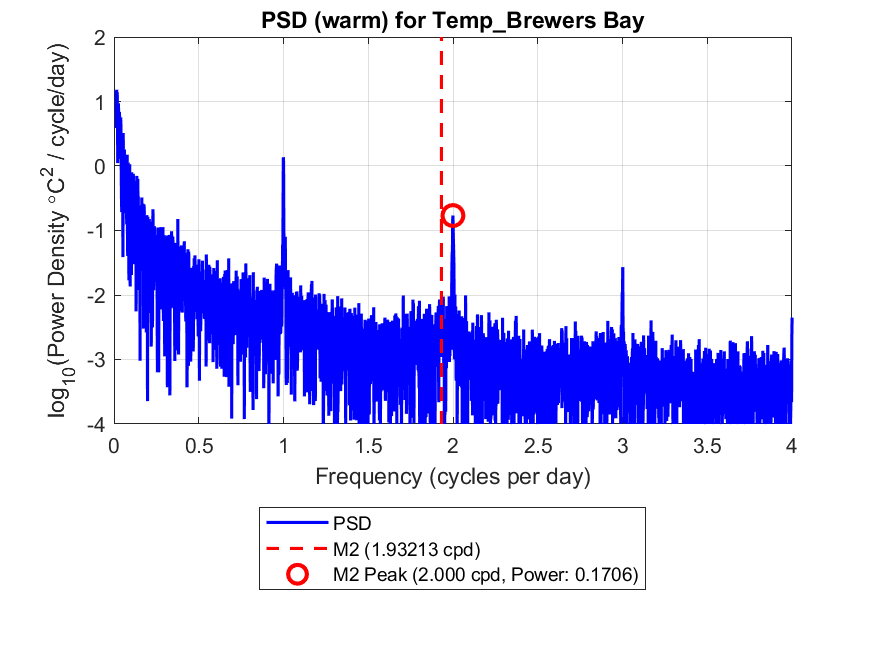 PSD (warm) for Temp_Brewers Bay
log10(Power Density °C2 / cycle/day)
2
1
0
-1
-2
-3
-4
0 0.5 1 1.5 2 2.5 3 3.5 4
Frequency (cycles per day)
PSD
M2 (1.93213 cpd)
M2 Peak (2.000 cpd, Power: 0.1706)